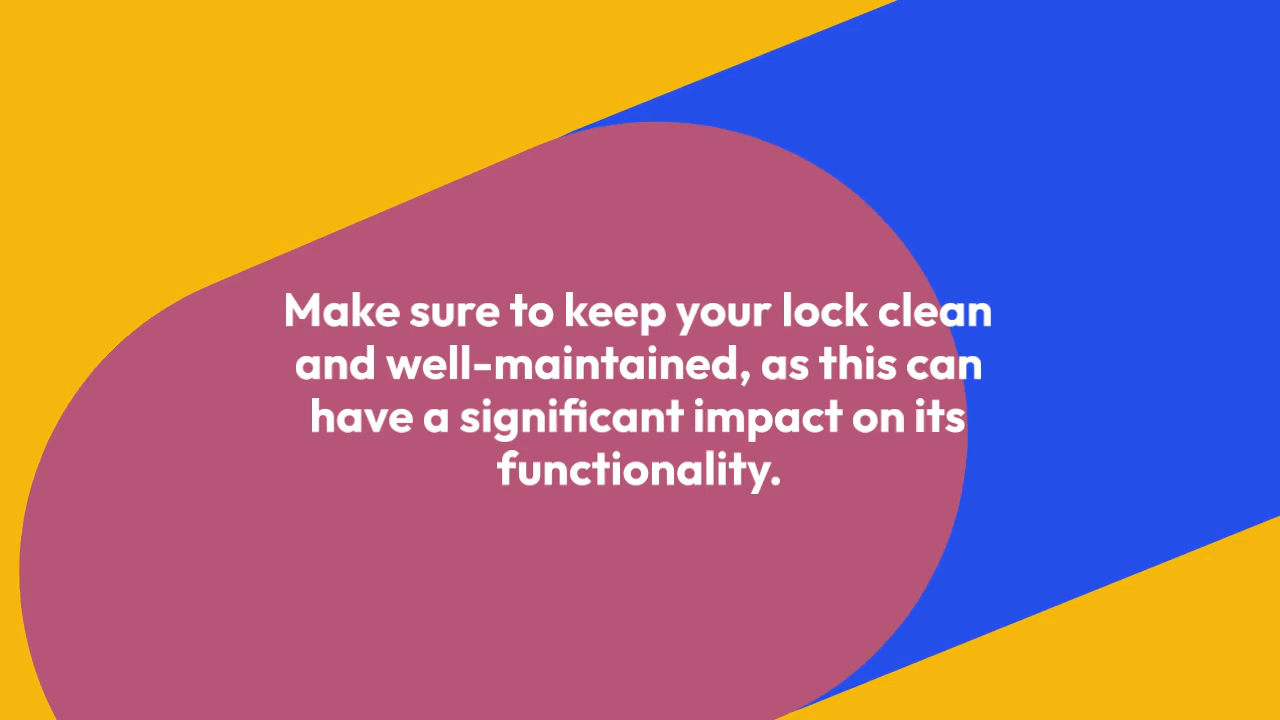 Make sure to keep your lock clean
and well-maintained, as this can
have a significant impact on its
functionality.